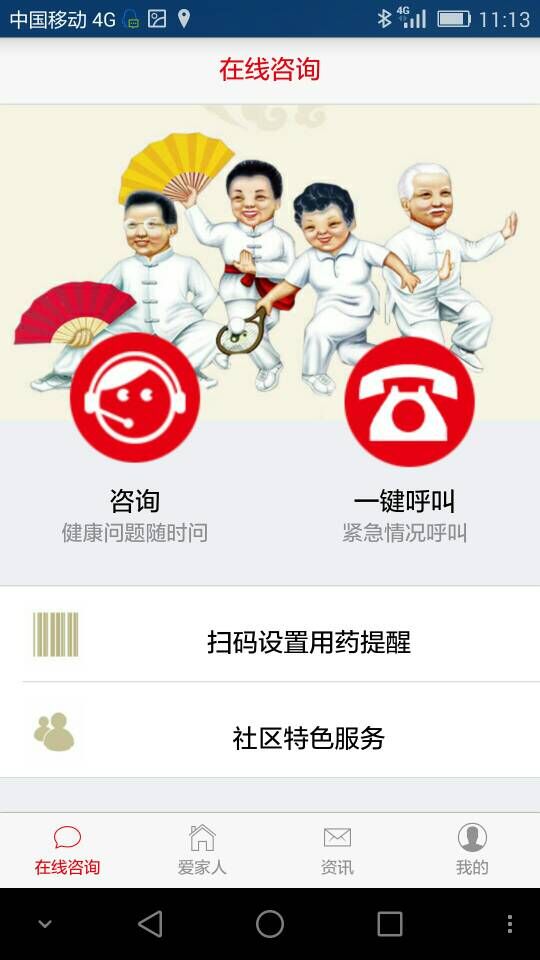 中国移动 4G
4G
11:13
在线咨询
咨询
健康问题随时问
一键呼叫
紧急情况呼叫
扫码设置用药提醒
社区特色服务
在线咨询
爱家人
资讯
我的